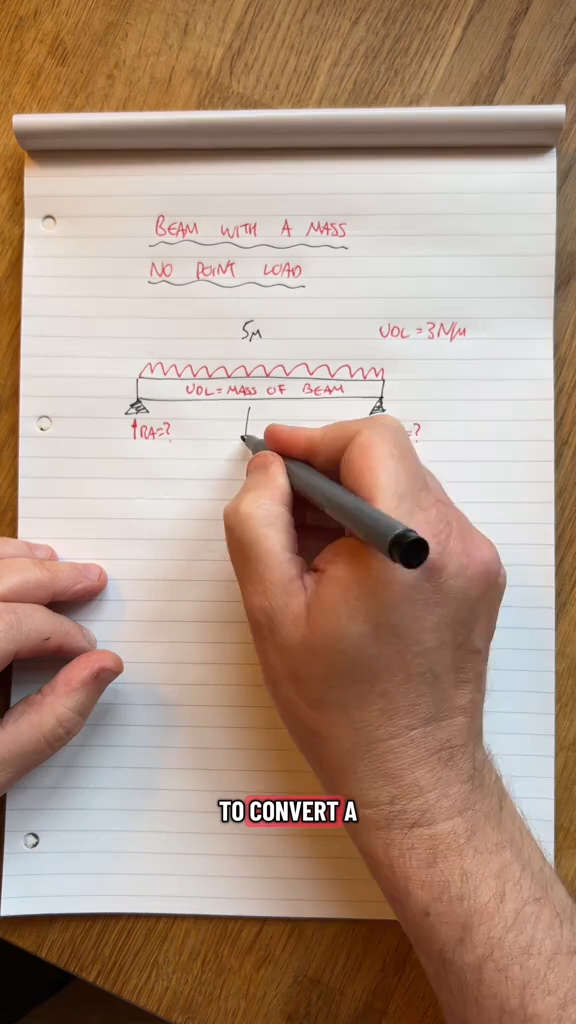 BEAM WITH A MASS
NO POINT LOAD
5M
UDL = 3N/M
UDL = MASS OF BEAM
RA=?
=?
TO CONVERT A